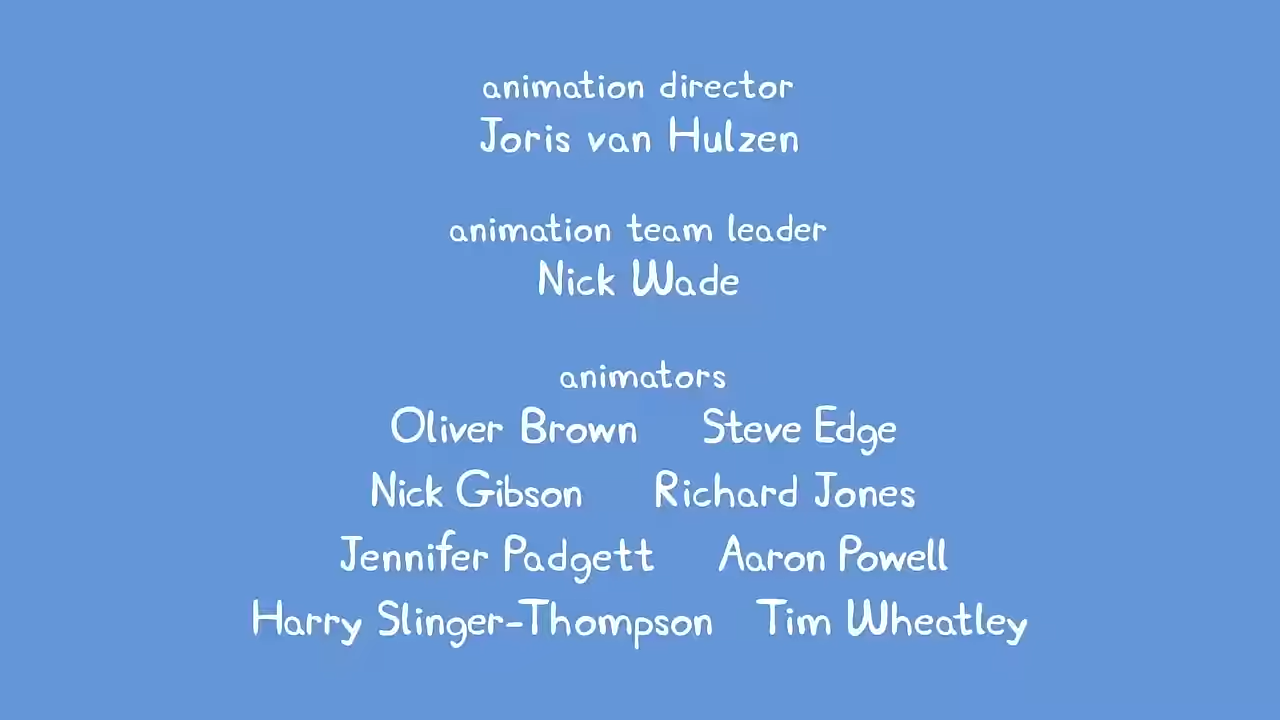 animation director
Joris van Hulzen
animation team leader
Nick Wade
animators
Oliver Brown Steve Edge
Nick Gibson Richard Jones
Jennifer Padgett Aaron Powell
Harry Slinger-Thompson Tim Wheatley